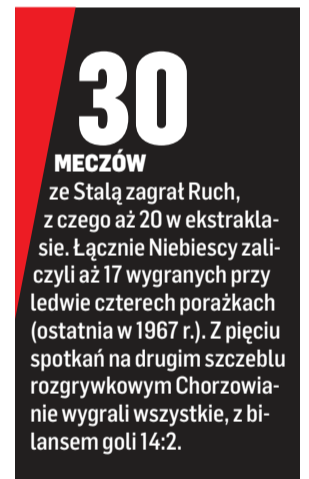 30
MECZÓW
ze Stalą zagrał Ruch,
z czego aż 20 w ekstrakla-
sie. Łącznie Niebiescy zali-
czyli aż 17 wygranych przy
ledwie czterech porażkach
(ostatnia w 1967 r.). Z pięciu
spotkań na drugim szczeblu
rozgrywkowym Chorzowia-
nie wygrali wszystkie, z bi-
lansem goli 14:2.